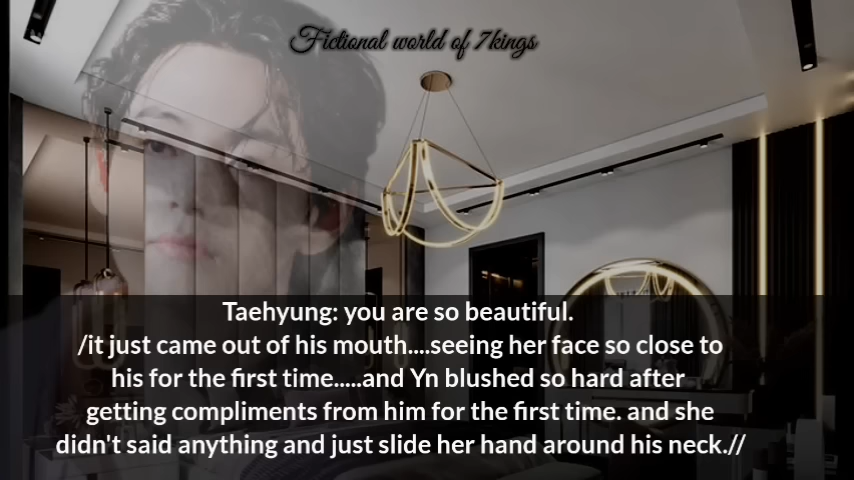 Fictional world of 7kings
Taehyung: you are so beautiful.
/it just came out of his mouth....seeing her face so close to
his for the first time.....and Yn blushed so hard after
getting compliments from him for the first time. and she
didn't said anything and just slide her hand around his neck.//